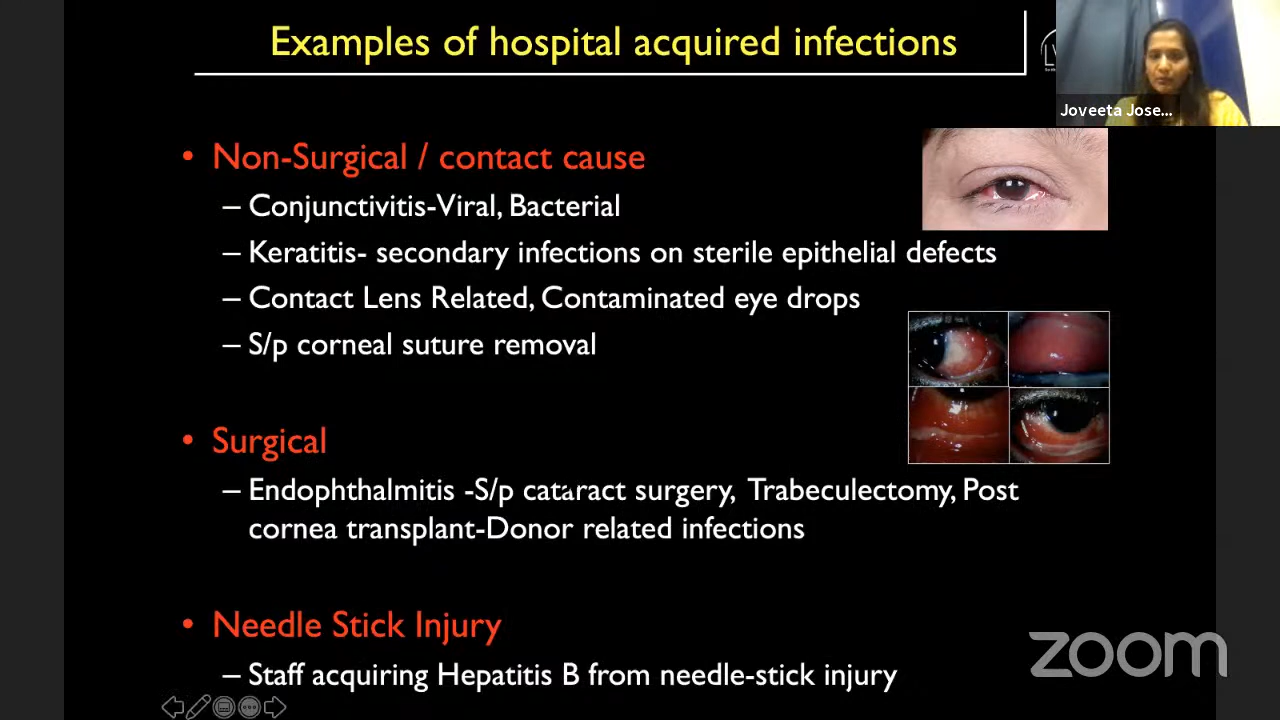 Examples of hospital acquired infections
Joveeta Jose...
• Non-Surgical / contact cause
– Conjunctivitis-Viral, Bacterial
– Keratitis- secondary infections on sterile epithelial defects
– Contact Lens Related, Contaminated eye drops
– S/p corneal suture removal
• Surgical
– Endophthalmitis -S/p cataract surgery, Trabeculectomy, Post
cornea transplant-Donor related infections
• Needle Stick Injury
– Staff acquiring Hepatitis B from needle-stick injury
zoom